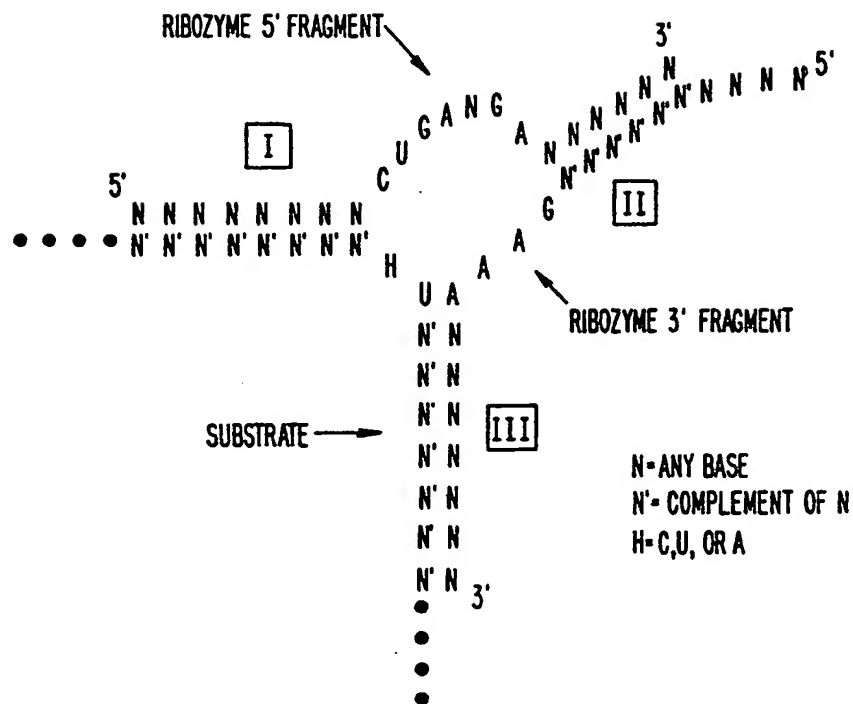 RIBOZYME 5' FRAGMENT
I
II
III
5'
N N N N N N N N
N' N' N' N' N' N' N' N'
C U G A N G A
N N N N N N
3'
N' N' N' N' N' N' N N N N
5'
G A A
H
U A
N' N
N' N
N' N
N' N
N' N
N' N
N' N
3'
RIBOZYME 3' FRAGMENT
SUBSTRATE
N=ANY BASE
N'=COMPLEMENT OF N
H=C,U, OR A